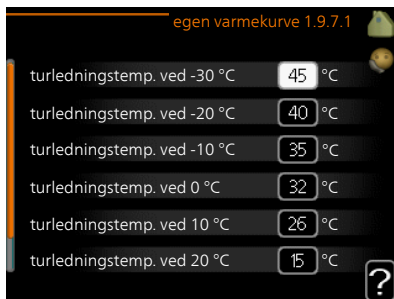 egen varmekurve 1.9.7.1
turledningstemp. ved -30 °C 45 °C
turledningstemp. ved -20 °C 40 °C
turledningstemp. ved -10 °C 35 °C
turledningstemp. ved 0 °C 32 °C
turledningstemp. ved 10 °C 26 °C
turledningstemp. ved 20 °C 15 °C
?